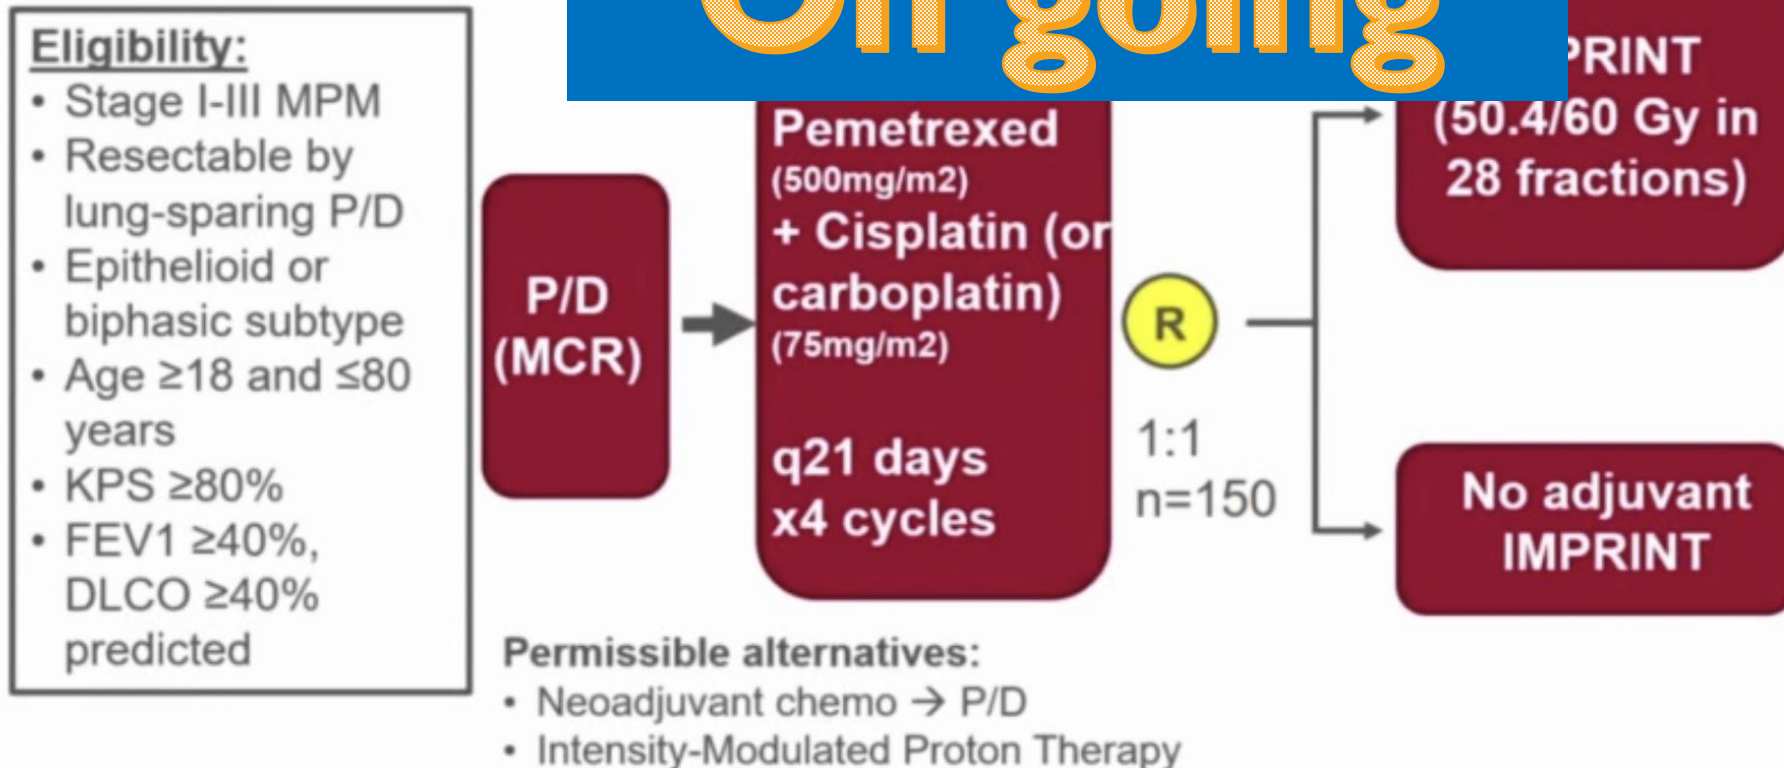 On going
Eligibility:
• Stage I-III MPM
• Resectable by
lung-sparing P/D
• Epithelioid or
biphasic subtype
• Age ≥18 and ≤80
years
• KPS ≥80%
• FEV1 ≥40%,
DLCO ≥40%
predicted
P/D
(MCR)
Pemetrexed
(500mg/m2)
+ Cisplatin (or
carboplatin)
(75mg/m2)
q21 days
x4 cycles
R
1:1
n=150
PRINT
(50.4/60 Gy in
28 fractions)
No adjuvant
IMPRINT
Permissible alternatives:
• Neoadjuvant chemo → P/D
• Intensity-Modulated Proton Therapy